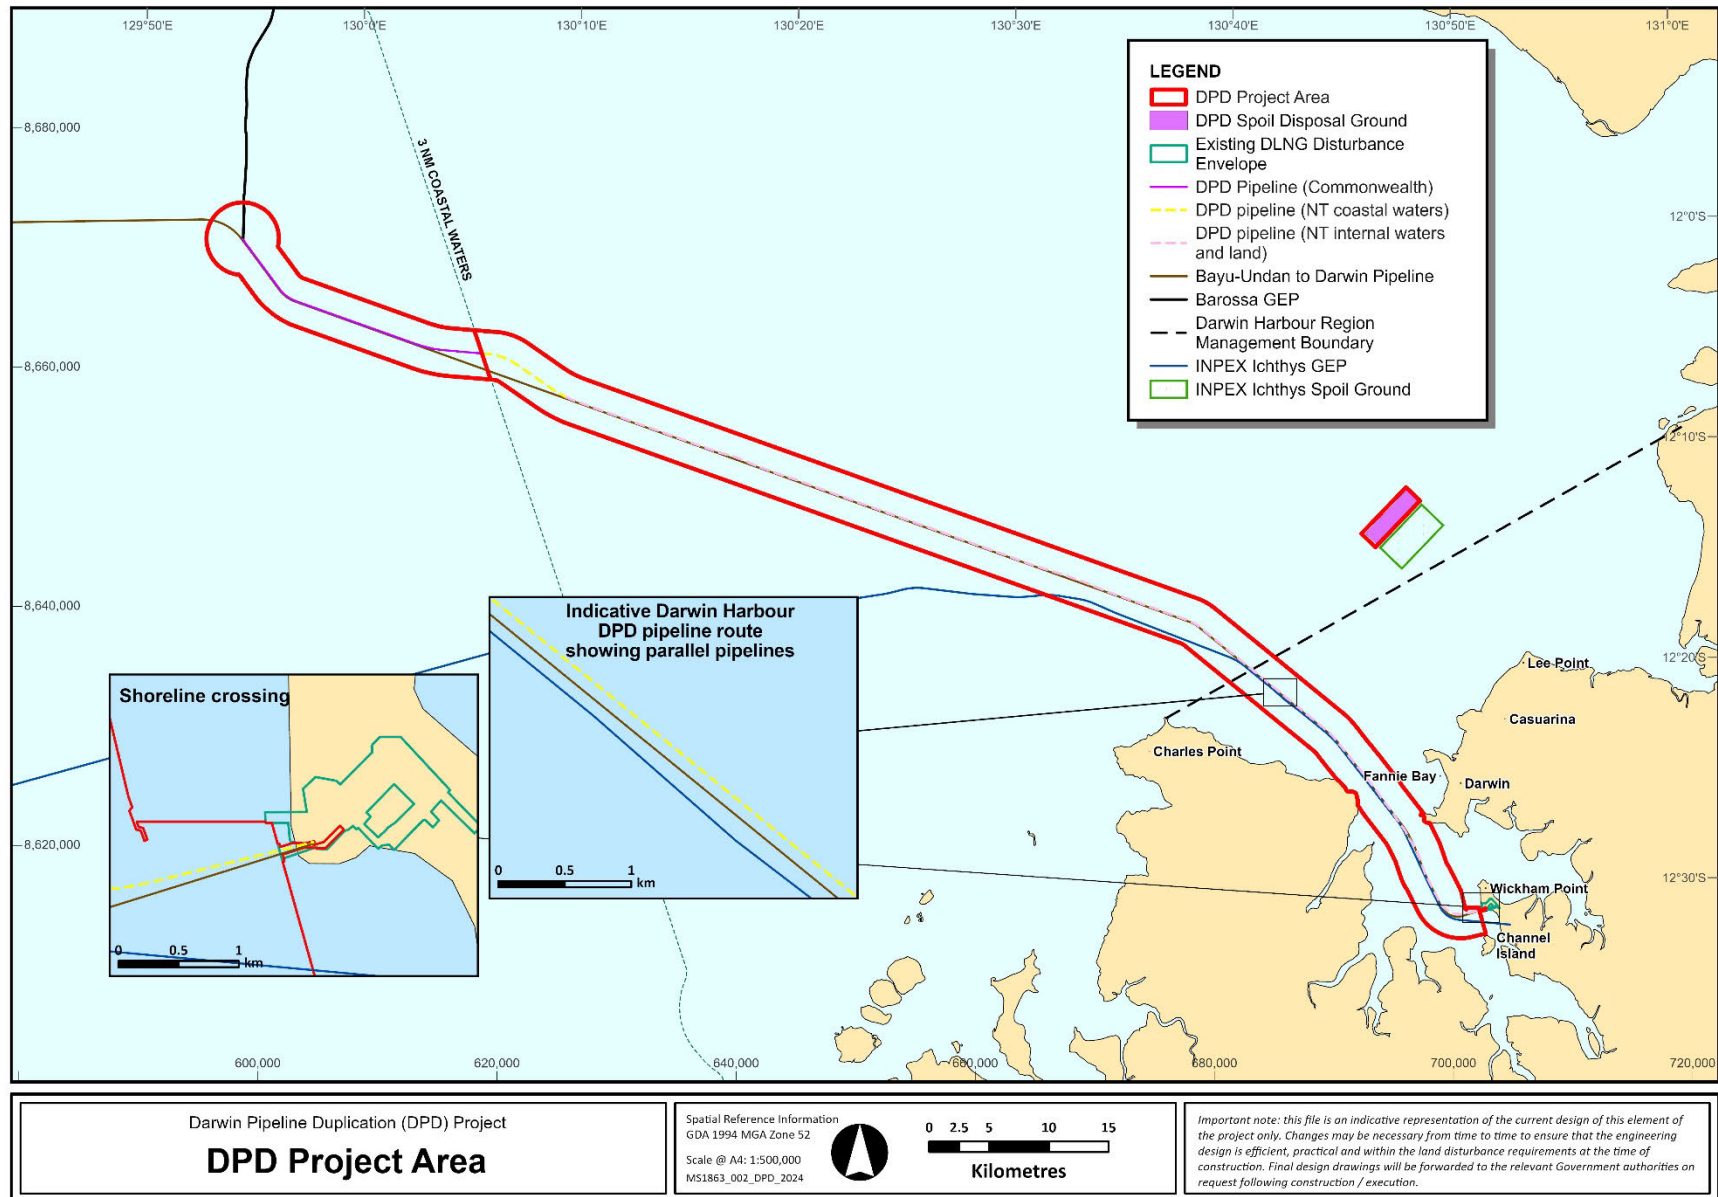 129°50'E
130°0'E
130°10'E
130°20'E
130°30'E
130°40'E
130°50'E
131°0'E
LEGEND
DPD Project Area
DPD Spoil Disposal Ground
Existing DLNG Disturbance
Envelope
DPD Pipeline (Commonwealth)
DPD pipeline (NT coastal waters)
DPD pipeline (NT internal waters
and land)
Bayu-Undan to Darwin Pipeline
Barossa GEP
Darwin Harbour Region
Management Boundary
INPEX Ichthys GEP
INPEX Ichthys Spoil Ground
8,680,000
3 NM COASTAL WATERS
12°0'S
8,660,000
12°10'S
8,640,000
Indicative Darwin Harbour
DPD pipeline route
showing parallel pipelines
0 0.5 1
km
12°20'S
Lee Point
Casuarina
Charles Point
Fannie Bay
Darwin
Shoreline crossing
0 0.5 1
km
8,620,000
12°30'S
Wickham Point
Channel
Island
600,000
620,000
640,000
660,000
680,000
700,000
720,000
Darwin Pipeline Duplication (DPD) Project
DPD Project Area
Spatial Reference Information
GDA 1994 MGA Zone 52
Scale @ A4: 1:500,000
MS1863_002_DPD_2024
0 2.5 5 10 15
Kilometres
Important note: this file is an indicative representation of the current design of this element of
the project only. Changes may be necessary from time to time to ensure that the engineering
design is efficient, practical and within the land disturbance requirements at the time of
construction. Final design drawings will be forwarded to the relevant Government authorities on
request following construction / execution.